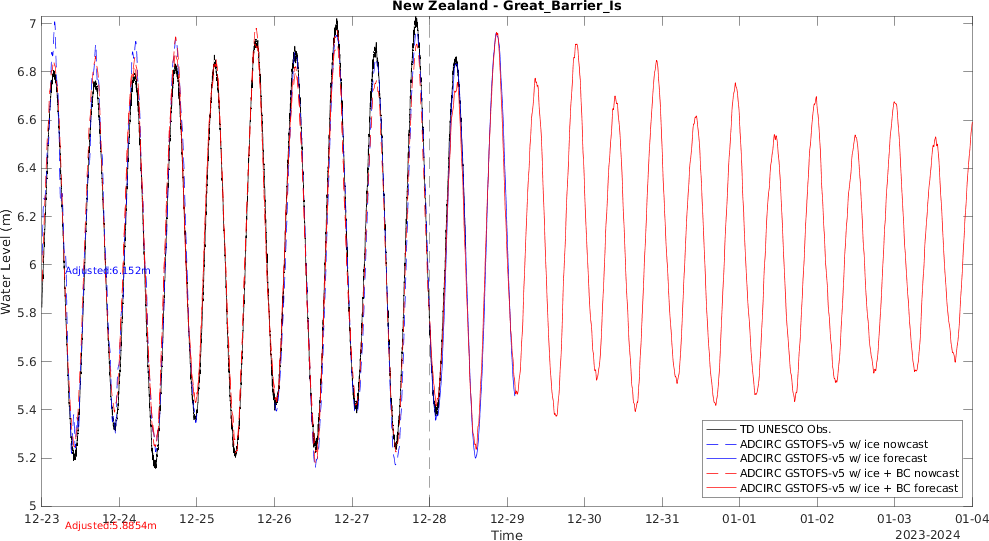 New Zealand - Great_Barrier_Is
7
6.8
6.6
6.4
6.2
6
5.8
5.6
5.4
5.2
5
Water Level (m)
Adjusted:6.152m
Adjusted:5.8854m
TD UNESCO Obs.
ADCIRC GSTOFS-v5 w/ ice nowcast
ADCIRC GSTOFS-v5 w/ ice forecast
ADCIRC GSTOFS-v5 w/ ice + BC nowcast
ADCIRC GSTOFS-v5 w/ ice + BC forecast
12-23 12-24 12-25 12-26 12-27 12-28 12-29 12-30 12-31 01-01 01-02 01-03 01-04
Time
2023-2024